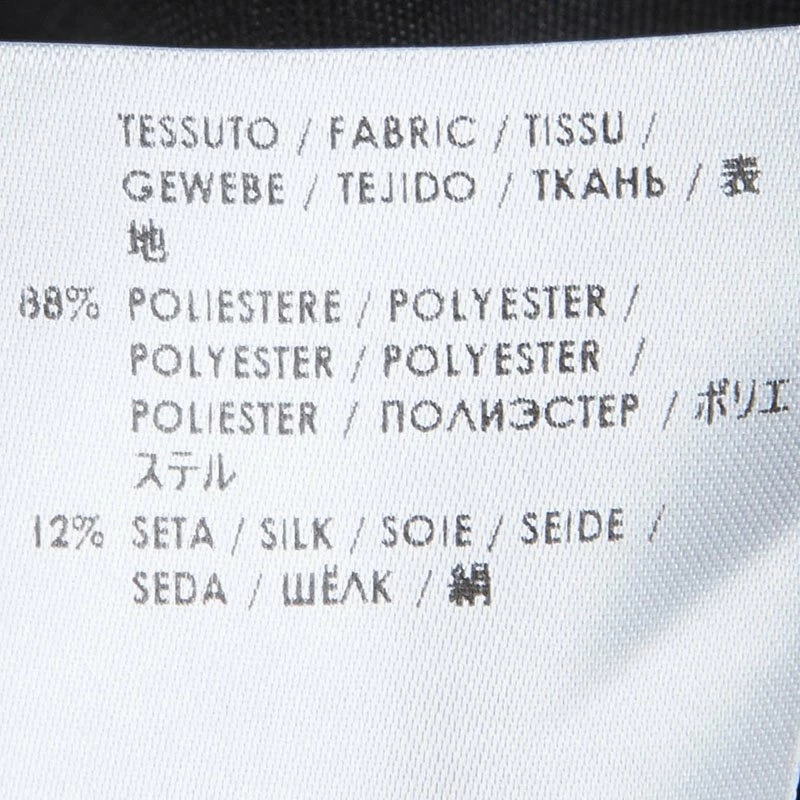 TESSUTO / FABRIC / TISSU /
GEWEBE / TEJIDO / ТКАНЬ / 表
地
88% POLIESTERE / POLYESTER /
POLYESTER / POLYESTER /
POLIESTER / ПОЛИЭСТЕР / ポリエ
ステル
12% SETA / SILK / SOIE / SEIDE /
SEDA / ШЁЛК / 絹